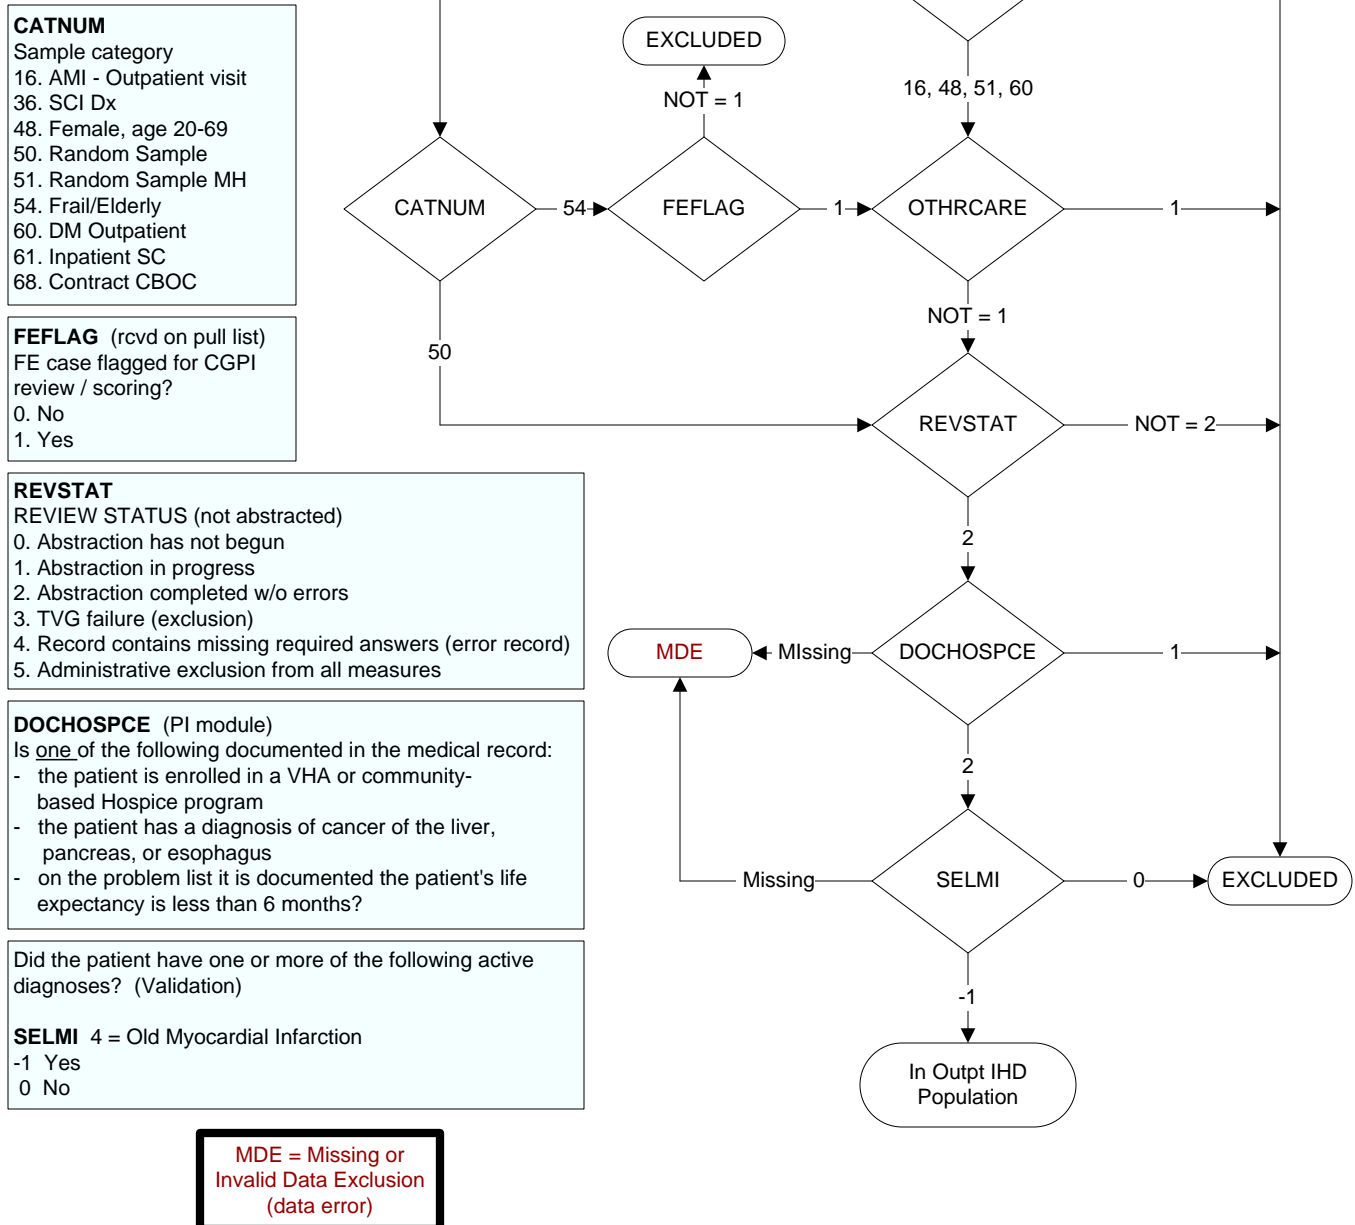 CATNUM
Sample category
16. AMI - Outpatient visit
36. SCI Dx
48. Female, age 20-69
50. Random Sample
51. Random Sample MH
54. Frail/Elderly
60. DM Outpatient
61. Inpatient SC
68. Contract CBOC
FEFLAG (rcvd on pull list)
FE case flagged for CGPI
review / scoring?
0. No
1. Yes
REVSTAT
REVIEW STATUS (not abstracted)
0. Abstraction has not begun
1. Abstraction in progress
2. Abstraction completed w/o errors
3. TVG failure (exclusion)
4. Record contains missing required answers (error record)
5. Administrative exclusion from all measures
DOCHOSPCE (PI module)
Is one of the following documented in the medical record:
- the patient is enrolled in a VHA or community-
based Hospice program
- the patient has a diagnosis of cancer of the liver,
pancreas, or esophagus
- on the problem list it is documented the patient's life
expectancy is less than 6 months?
Did the patient have one or more of the following active
diagnoses? (Validation)
SELMI 4 = Old Myocardial Infarction
-1 Yes
0 No
MDE = Missing or
Invalid Data Exclusion
(data error)
EXCLUDED
NOT = 1
16, 48, 51, 60
CATNUM
54
FEFLAG
1
OTHRCARE
1
NOT = 1
50
REVSTAT
NOT = 2
2
MDE
MIssing
DOCHOSPCE
1
2
Missing
SELMI
0
EXCLUDED
-1
In Outpt IHD
Population